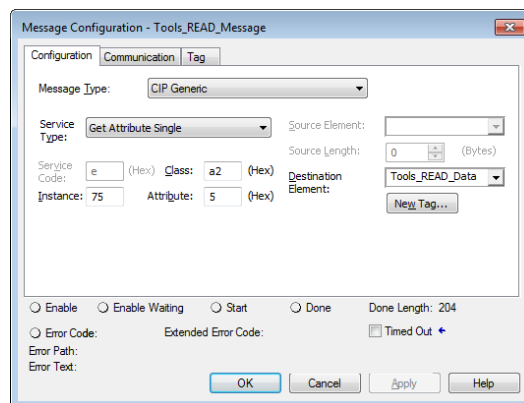 Message Configuration - Tools_READ_Message
Configuration Communication Tag
Message Type: CIP Generic
Service Type: Get Attribute Single Source Element:
Source Length: 0 (Bytes)
Service Code: e (Hex) Class: a2 (Hex) Destination Element: Tools_READ_Data
Instance: 75 Attribute: 5 (Hex) New Tag...
Enable Enable Waiting Start Done Done Length: 204
Error Code: Extended Error Code: Timed Out
Error Path:
Error Text:
OK Cancel Apply Help